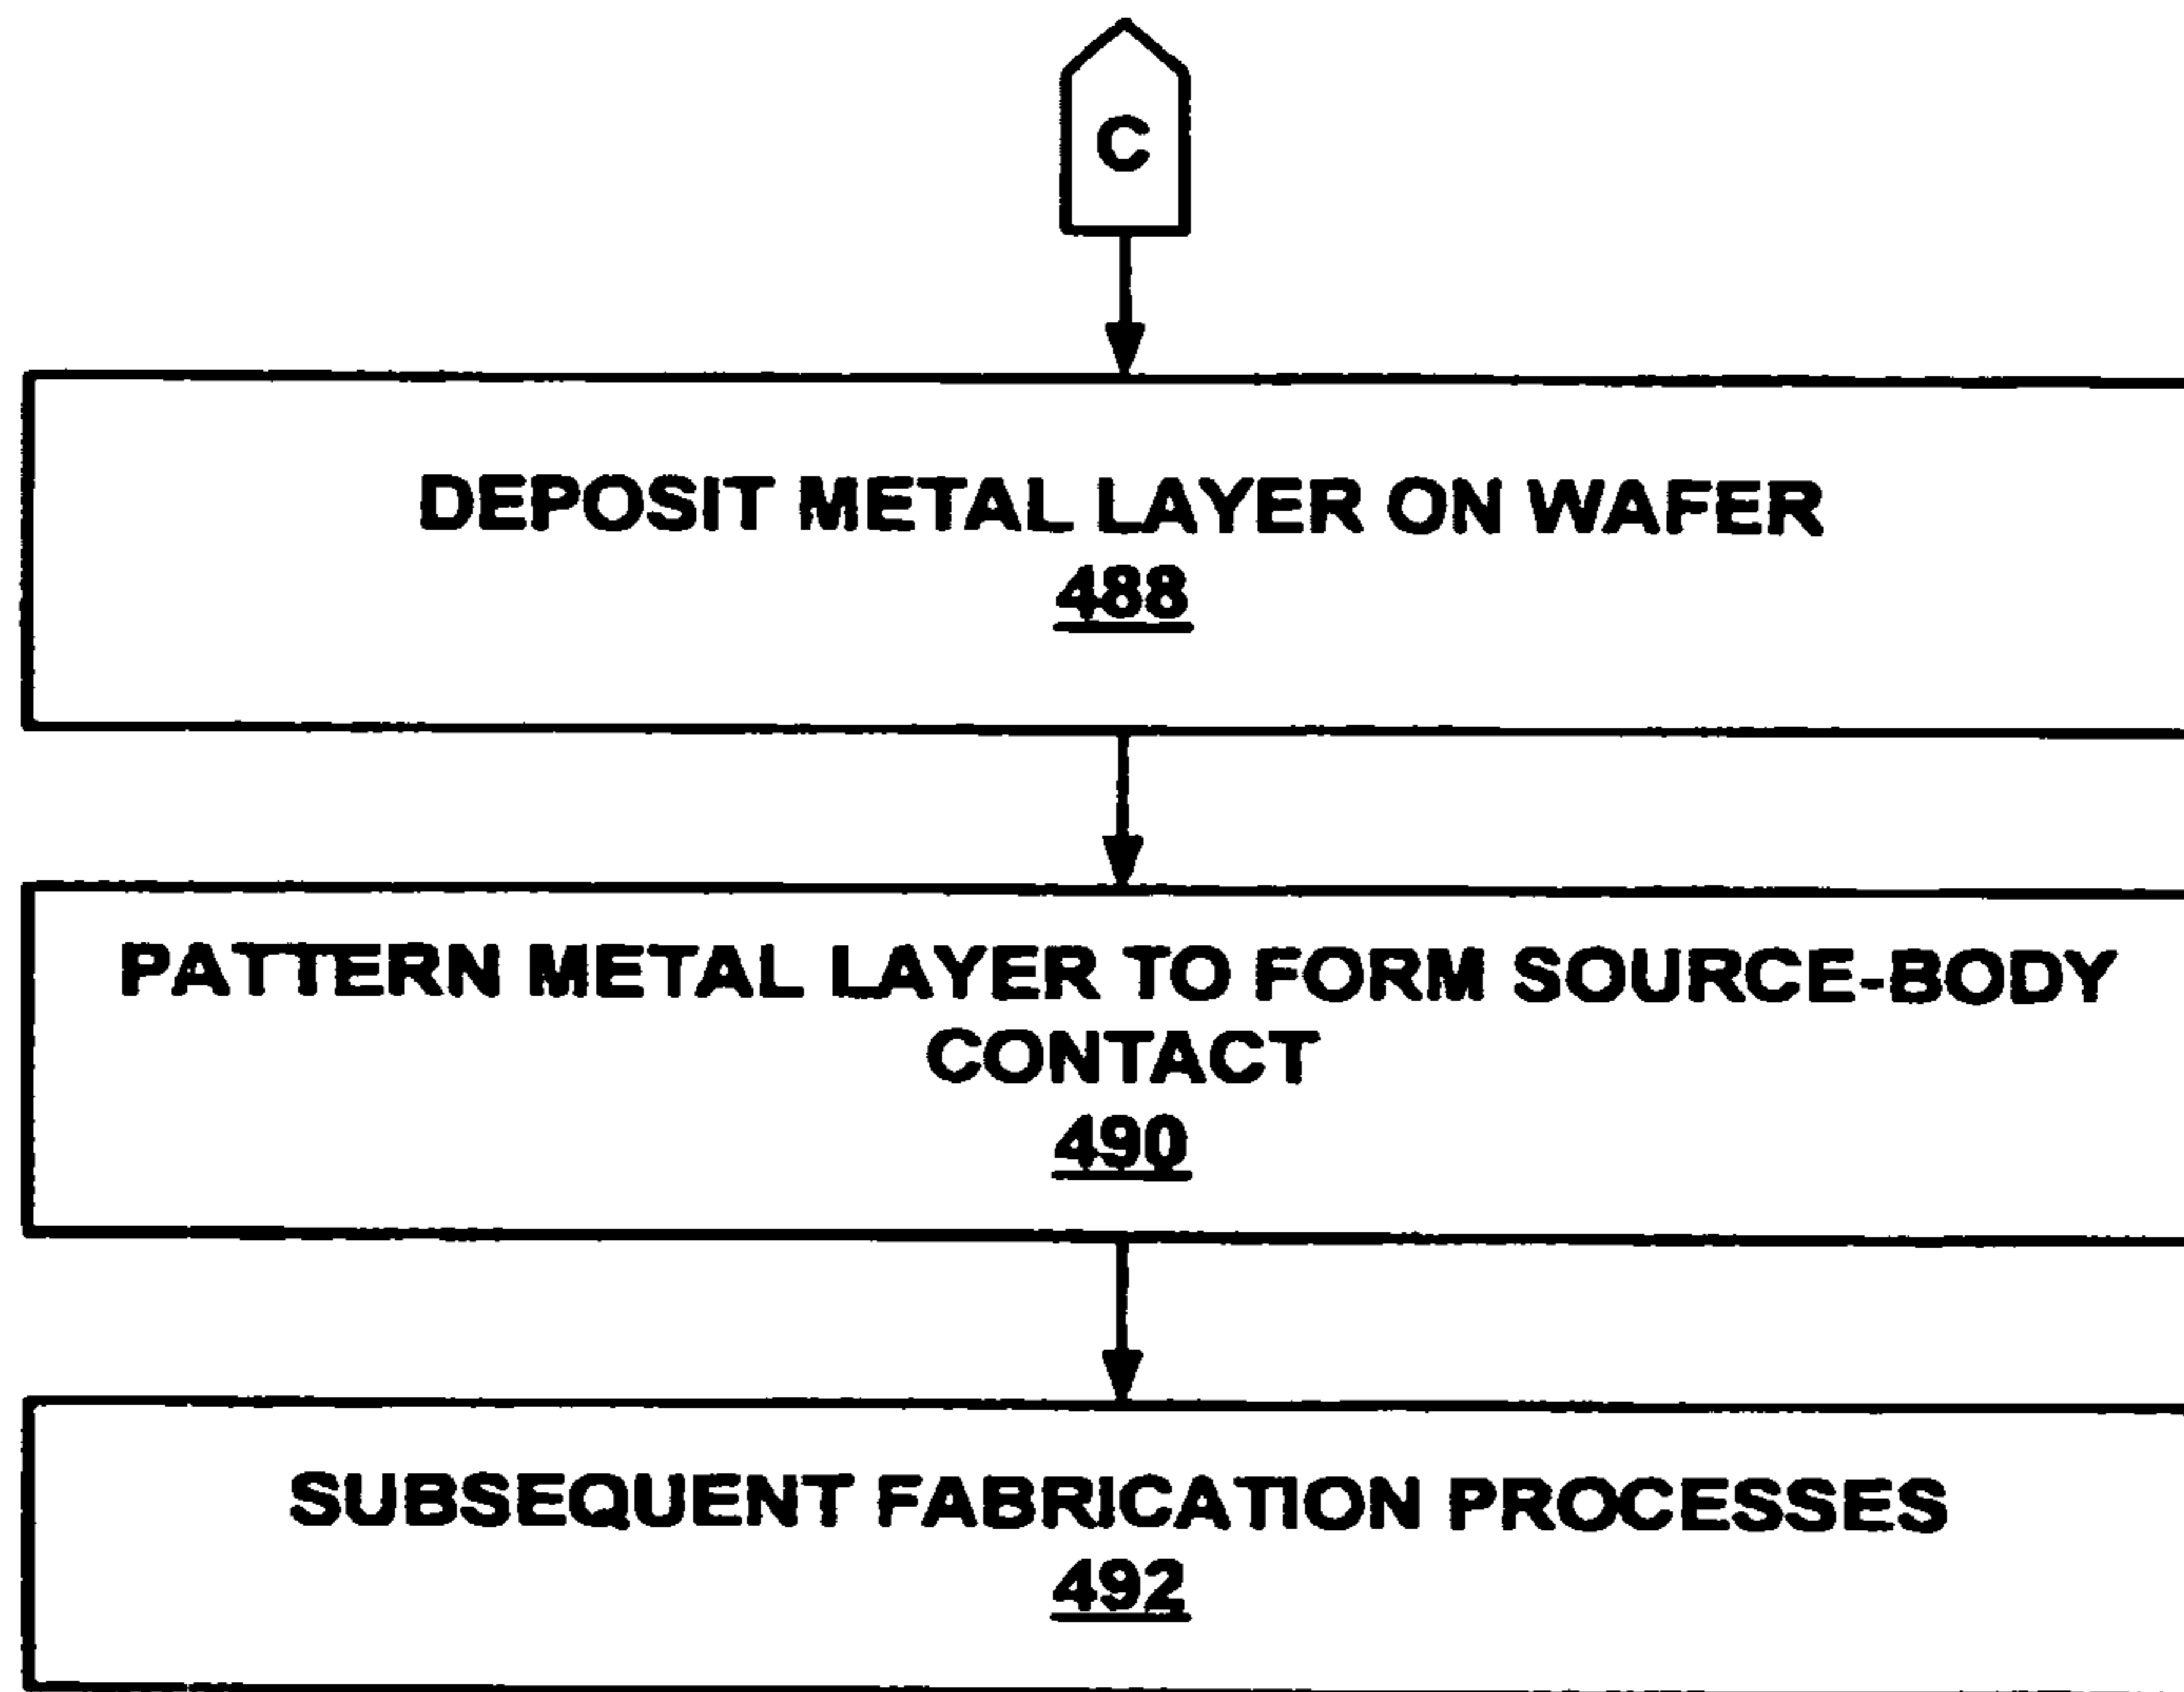 C
DEPOSIT METAL LAYER ON WAFER
488
PATTERN METAL LAYER TO FORM SOURCE-BODY
CONTACT
490
SUBSEQUENT FABRICATION PROCESSES
492